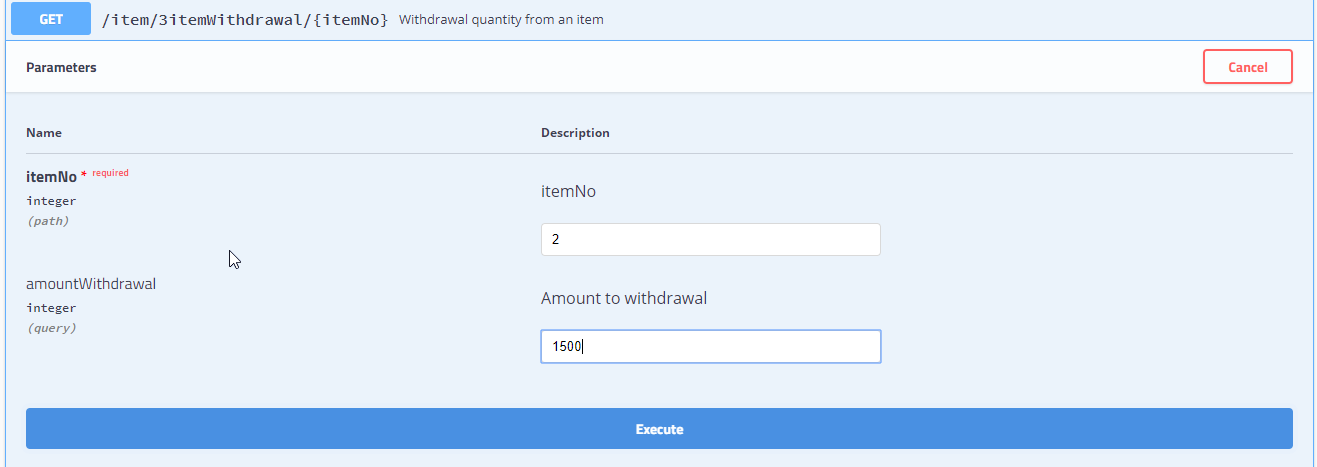 GET /item/3itemWithdrawal/{itemNo} Withdrawal quantity from an item
Parameters Cancel
Name Description
itemNo * required
integer
(path)
itemNo
2
amountWithdrawal
integer
(query)
Amount to withdrawal
1500
Execute